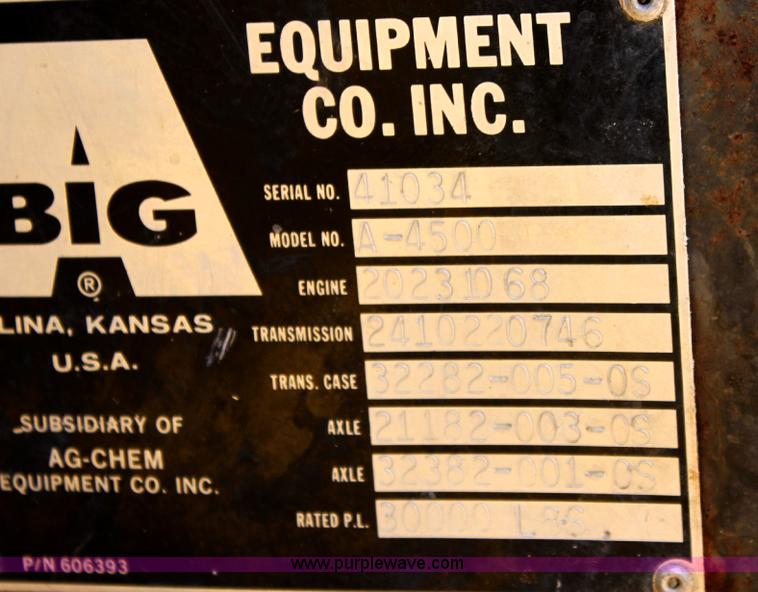 EQUIPMENT
CO. INC.
BIG
®
LINA, KANSAS
U.S.A.
SUBSIDIARY OF
AG-CHEM
EQUIPMENT CO. INC.
P/N 606393
SERIAL NO. 41034
MODEL NO. A-4500
ENGINE 20231D68
TRANSMISSION 2410220746
TRANS. CASE 32282-005-0S
AXLE 21182-003-0S
AXLE 32382-001-0S
RATED P.L. 30000 LBS.
www.purplewave.com